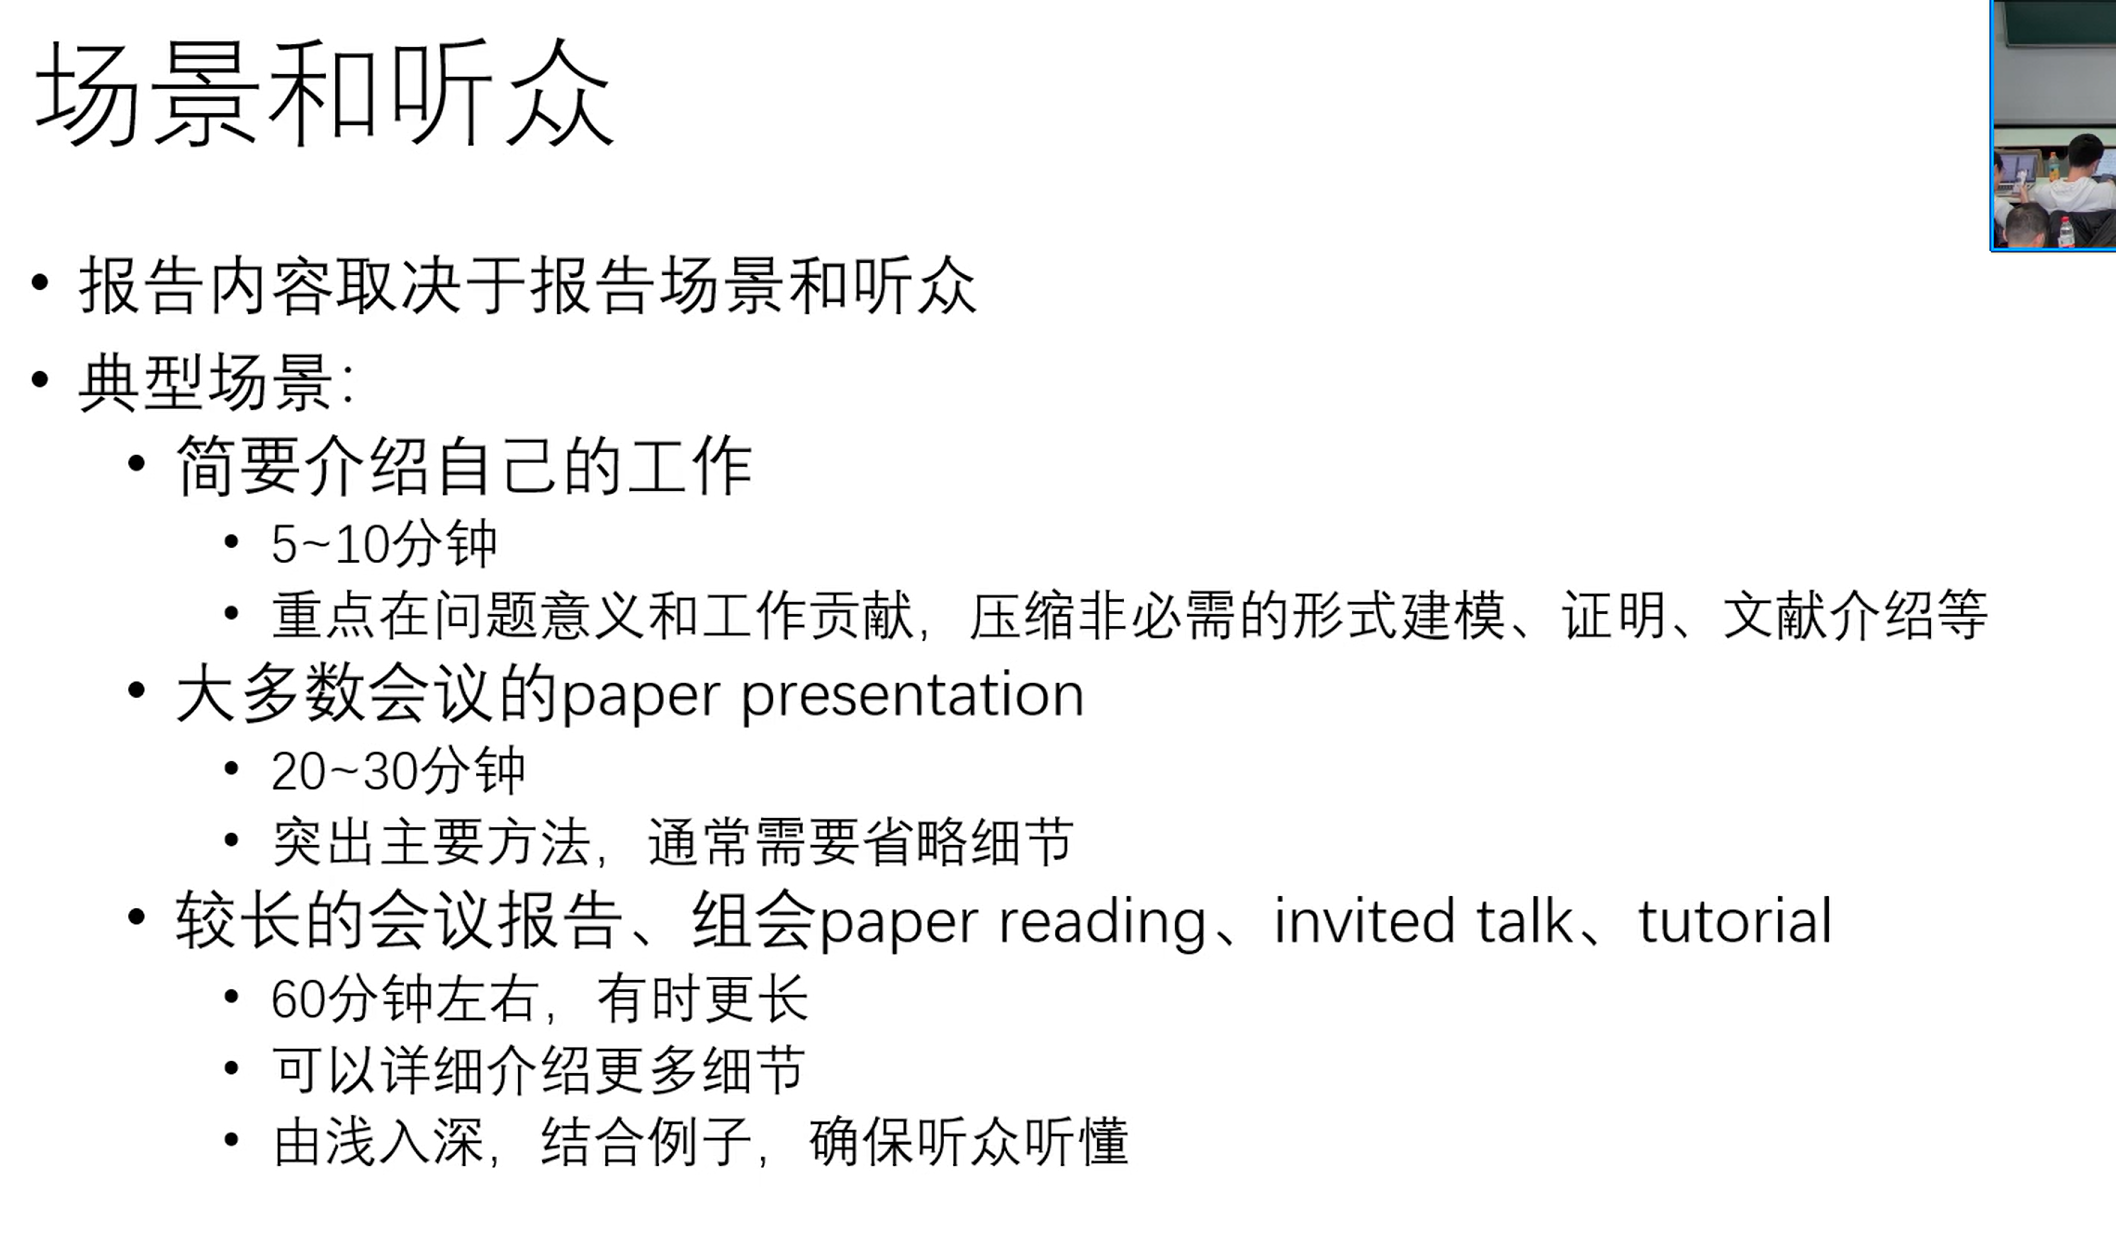 场景和听众
• 报告内容取决于报告场景和听众
• 典型场景：
• 简要介绍自己的工作
• 5~10分钟
• 重点在问题意义和工作贡献，压缩非必需的形式建模、证明、文献介绍等
• 大多数会议的paper presentation
• 20~30分钟
• 突出主要方法，通常需要省略细节
• 较长的会议报告、组会paper reading、invited talk、tutorial
• 60分钟左右，有时更长
• 可以详细介绍更多细节
• 由浅入深，结合例子，确保听众听懂